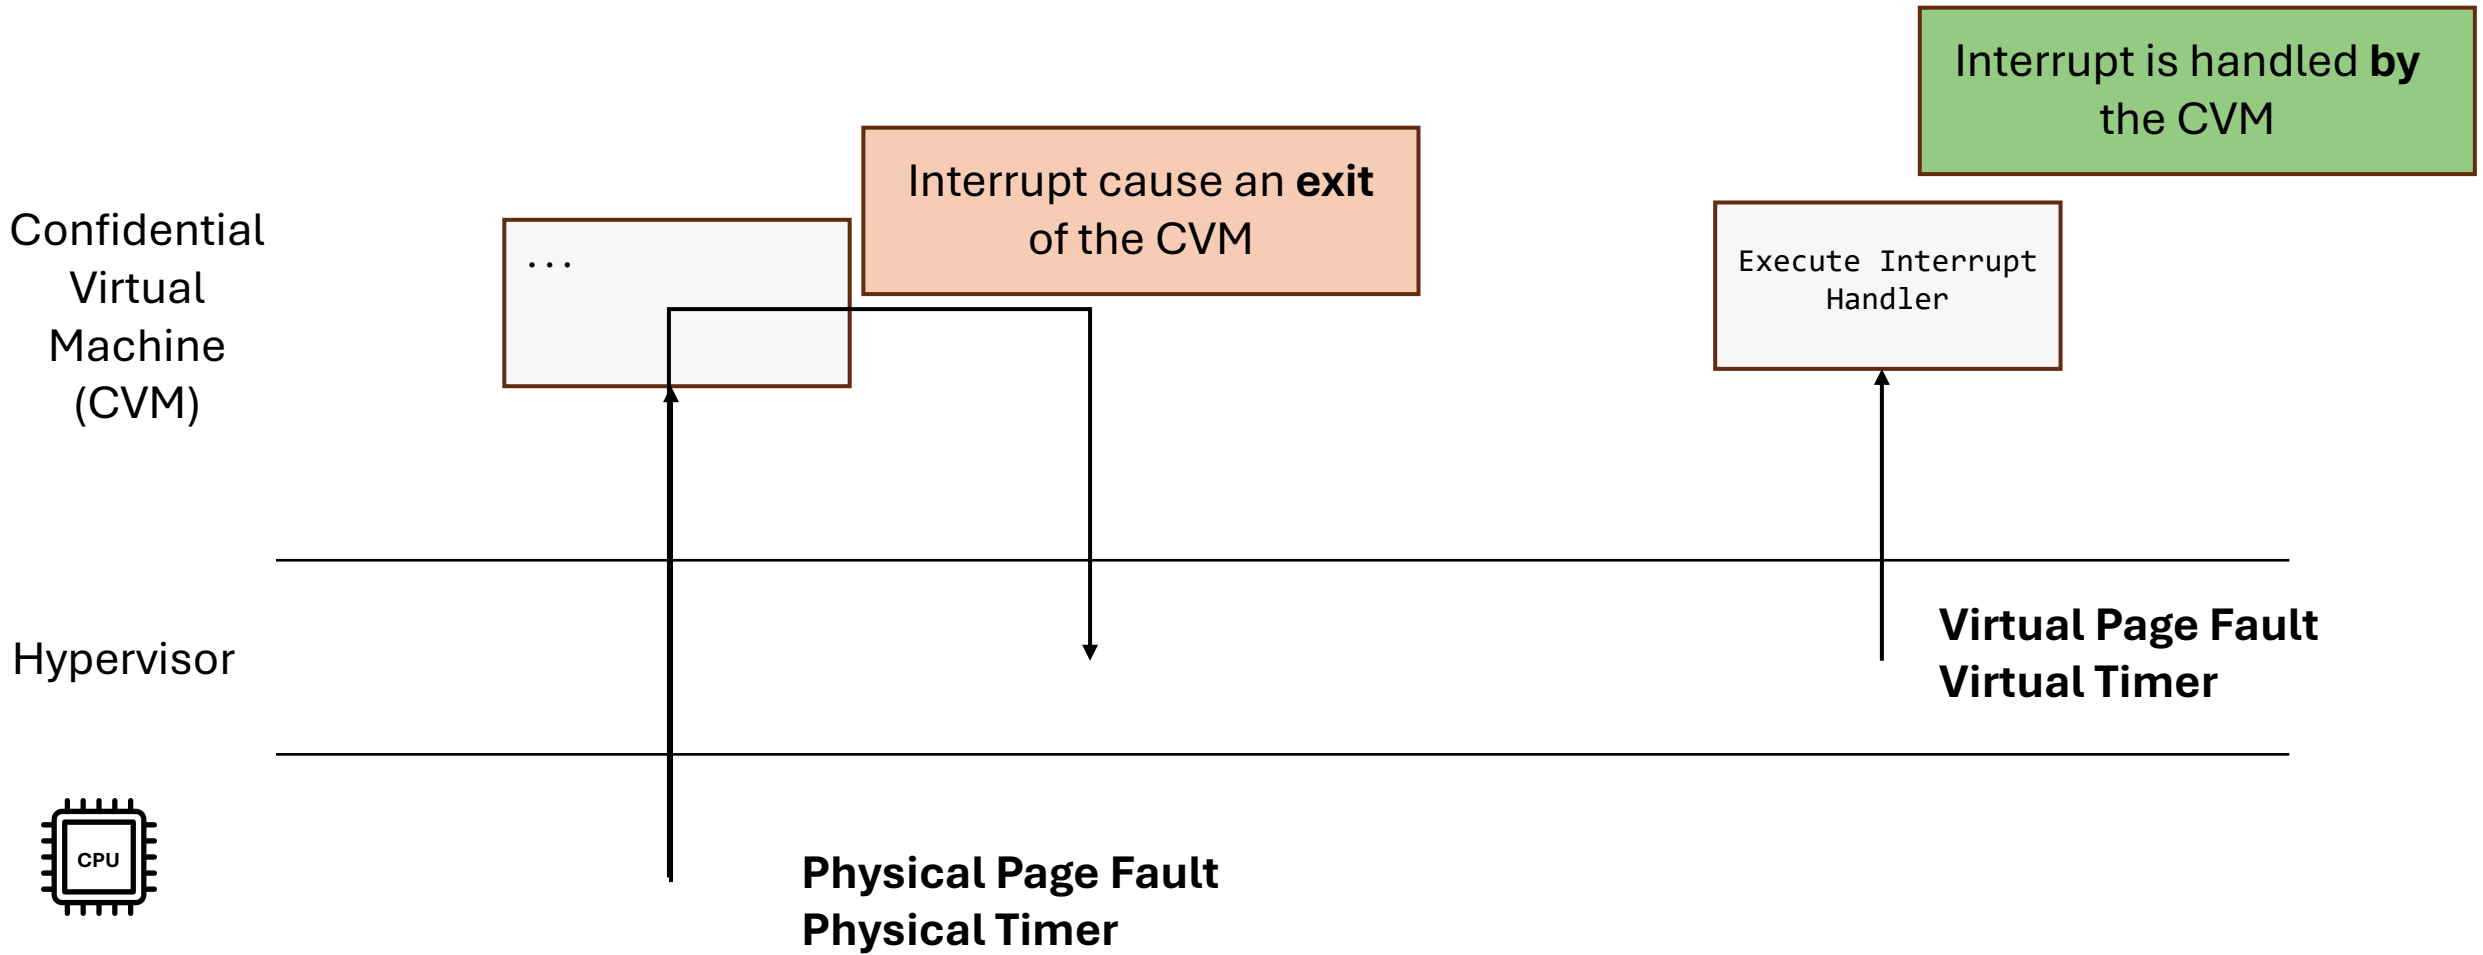 Interrupt is handled by
the CVM
Interrupt cause an exit
of the CVM
Confidential
Virtual
Machine
(CVM)
...
Execute Interrupt
Handler
Hypervisor
Virtual Page Fault
Virtual Timer
CPU
Physical Page Fault
Physical Timer